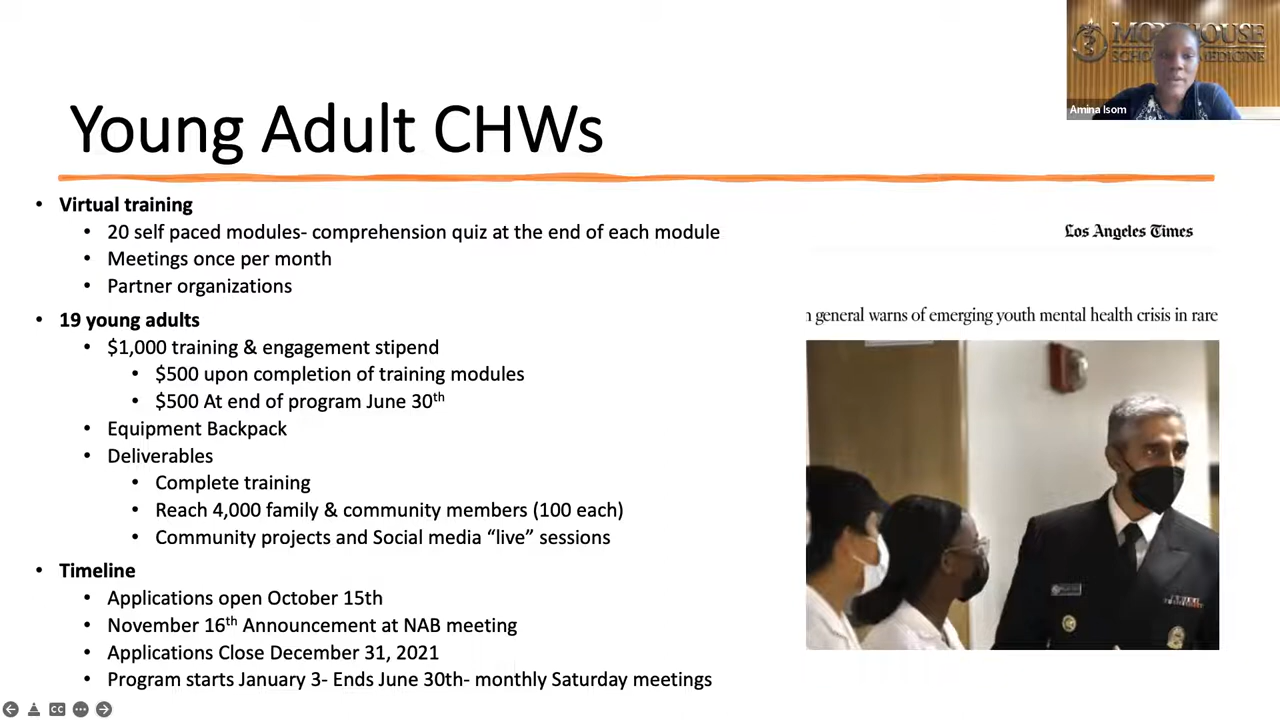 Young Adult CHWs
• Virtual training
• 20 self paced modules- comprehension quiz at the end of each module
• Meetings once per month
• Partner organizations
• 19 young adults
• $1,000 training & engagement stipend
• $500 upon completion of training modules
• $500 At end of program June 30th
• Equipment Backpack
• Deliverables
• Complete training
• Reach 4,000 family & community members (100 each)
• Community projects and Social media “live” sessions
• Timeline
• Applications open October 15th
• November 16th Announcement at NAB meeting
• Applications Close December 31, 2021
• Program starts January 3- Ends June 30th- monthly Saturday meetings
Los Angeles Times
general warns of emerging youth mental health crisis in rare
Amina Isom
CC